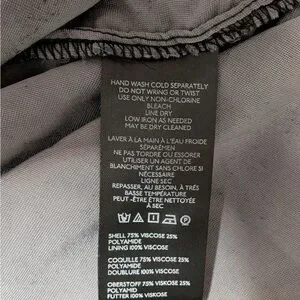 HAND WASH COLD SEPARATELY
DO NOT WRING OR TWIST
USE ONLY NON-CHLORINE
BLEACH
LINE DRY
LOW IRON AS NEEDED
MAY BE DRY CLEANED
LAVER À LA MAIN À L'EAU FROIDE
SÉPARÉMEN
NE PAS TORDRE OU ESSORER
UTILISER UN AGENT DE
BLANCHIMENT SANS CHLORE SI
NÉCESSAIRE
LIGNE SEC
REPASSER, AU BESOIN, À TRÈS
BASSE TEMPÉRATURE
PEUT-ÊTRE ÊTRE NETTOYÉE
À SEC
SHELL 75% VISCOSE 25%
POLYAMIDE
LINING 100% VISCOSE
COQUILLE 75% VISCOSE 25%
POLYAMIDE
DOUBLURE 100% VISCOSE
OBERSTOFF 75% VISKOSE 25%
POLYAMID
FUTTER 100% VISKOSE